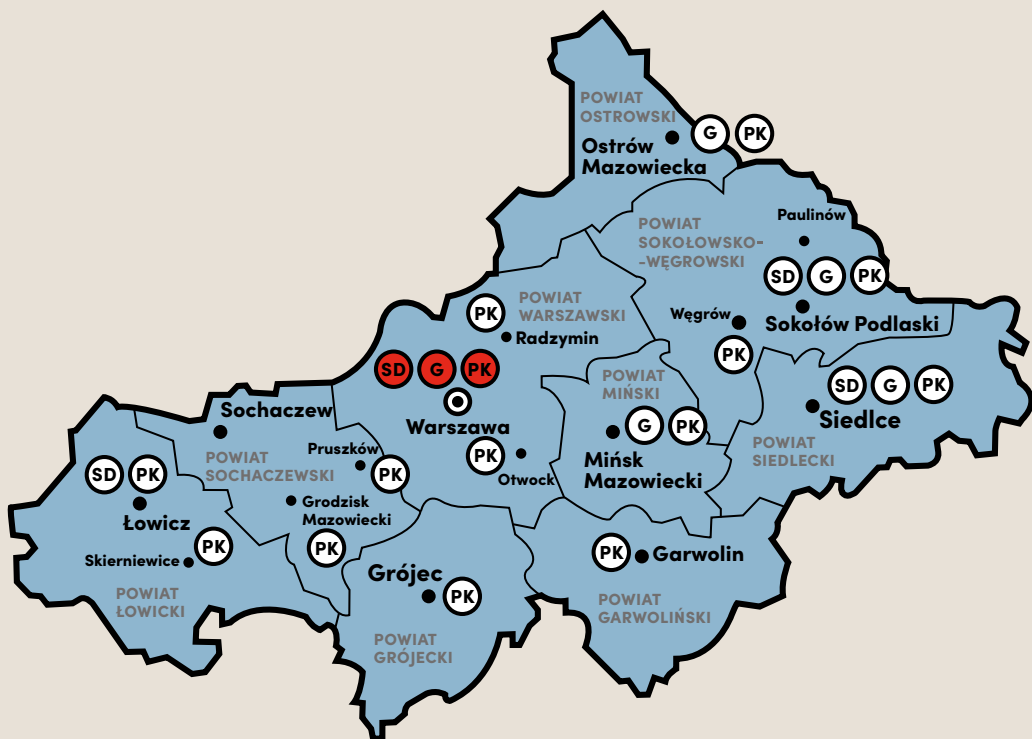 POWIAT
OSTROWSKI
G PK
Ostrów
Mazowiecka
Paulinów
POWIAT
SOKOŁOWSKO-
-WĘGROWSKI
SD G PK
Sokołów Podlaski
Węgrów
PK
POWIAT
WARSZAWSKI
PK
Radzymin
SD G PK
Warszawa
PK
Otwock
POWIAT
MIŃSKI
G PK
Mińsk
Mazowiecki
SD G PK
Siedlce
POWIAT
SIEDLECKI
Sochaczew
POWIAT
SOCHACZEWSKI
Pruszków
PK
Grodzisk
Mazowiecki
PK
SD PK
Łowicz
Skierniewice
PK
POWIAT
ŁOWICKI
Grójec
PK
POWIAT
GRÓJECKI
PK
Garwolin
POWIAT
GARWOLIŃSKI